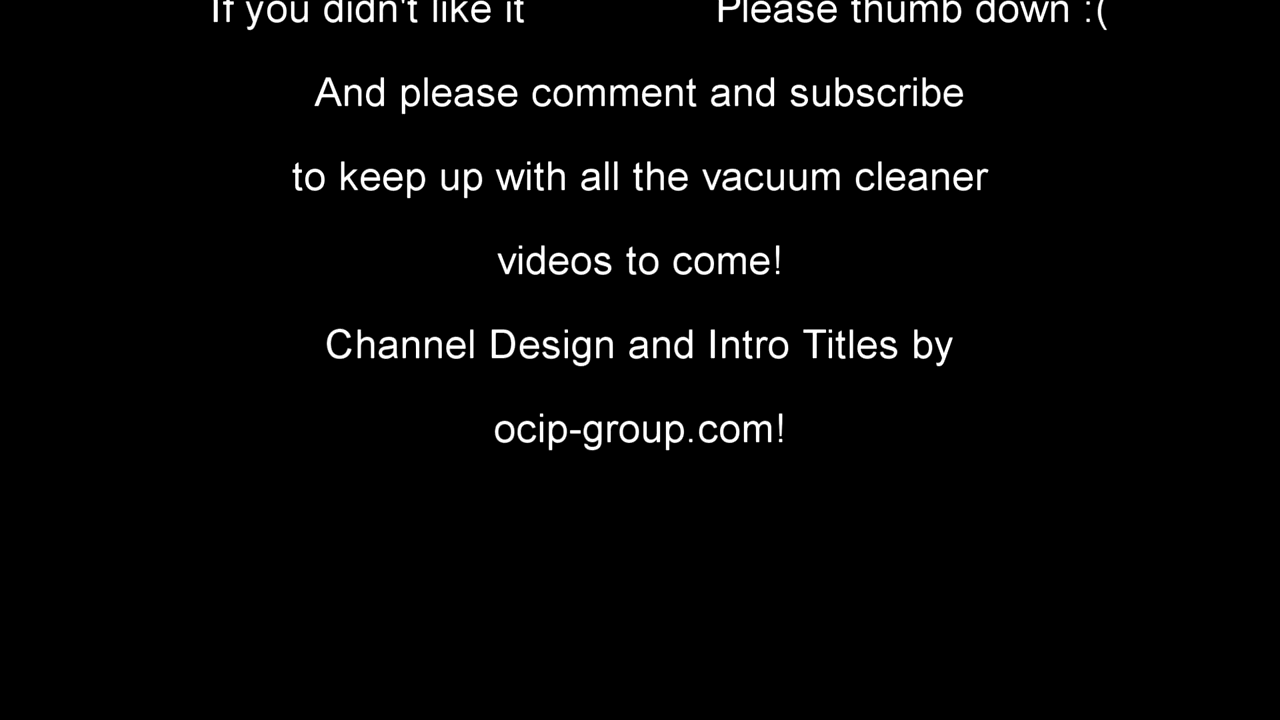 If you didn't like it Please thumb down :(
And please comment and subscribe
to keep up with all the vacuum cleaner
videos to come!
Channel Design and Intro Titles by
ocip-group.com!